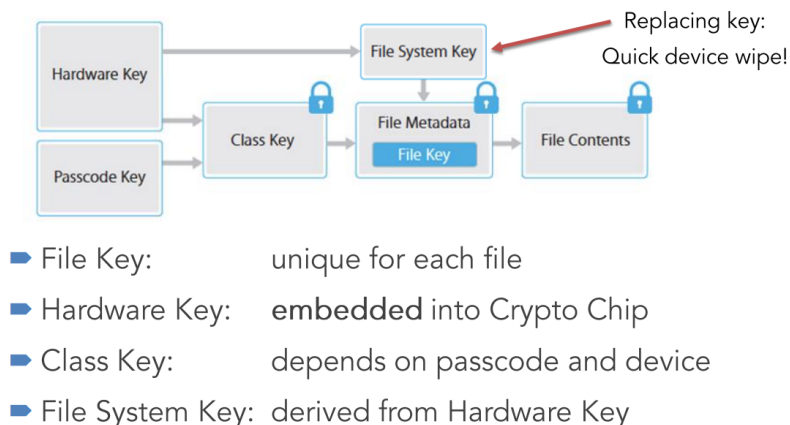 Replacing key:
Quick device wipe!
Hardware Key
File System Key
Class Key
File Metadata
File Key
File Contents
Passcode Key
File Key: unique for each file
Hardware Key: embedded into Crypto Chip
Class Key: depends on passcode and device
File System Key: derived from Hardware Key